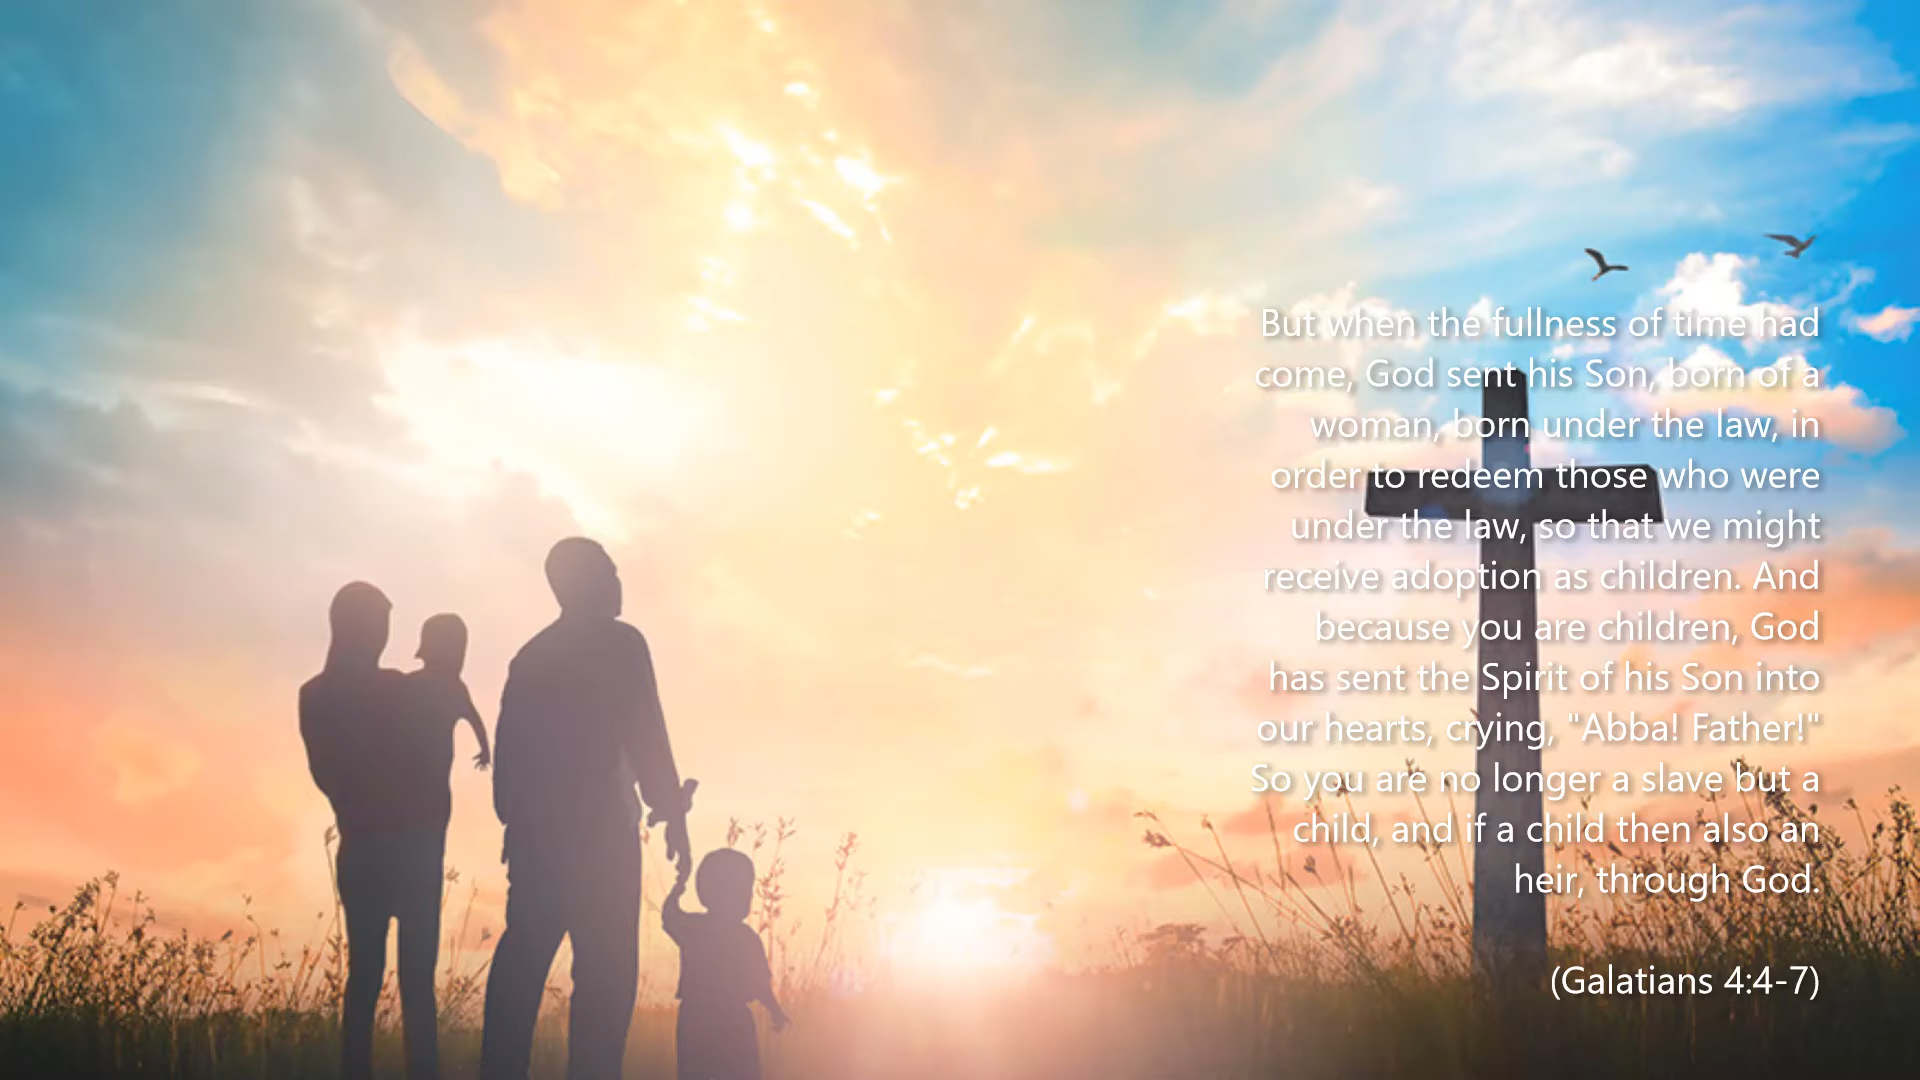 But when the fullness of time had
come, God sent his Son, born of a
woman, born under the law, in
order to redeem those who were
under the law, so that we might
receive adoption as children. And
because you are children, God
has sent the Spirit of his Son into
our hearts, crying, "Abba! Father!"
So you are no longer a slave but a
child, and if a child then also an
heir, through God.
(Galatians 4:4-7)